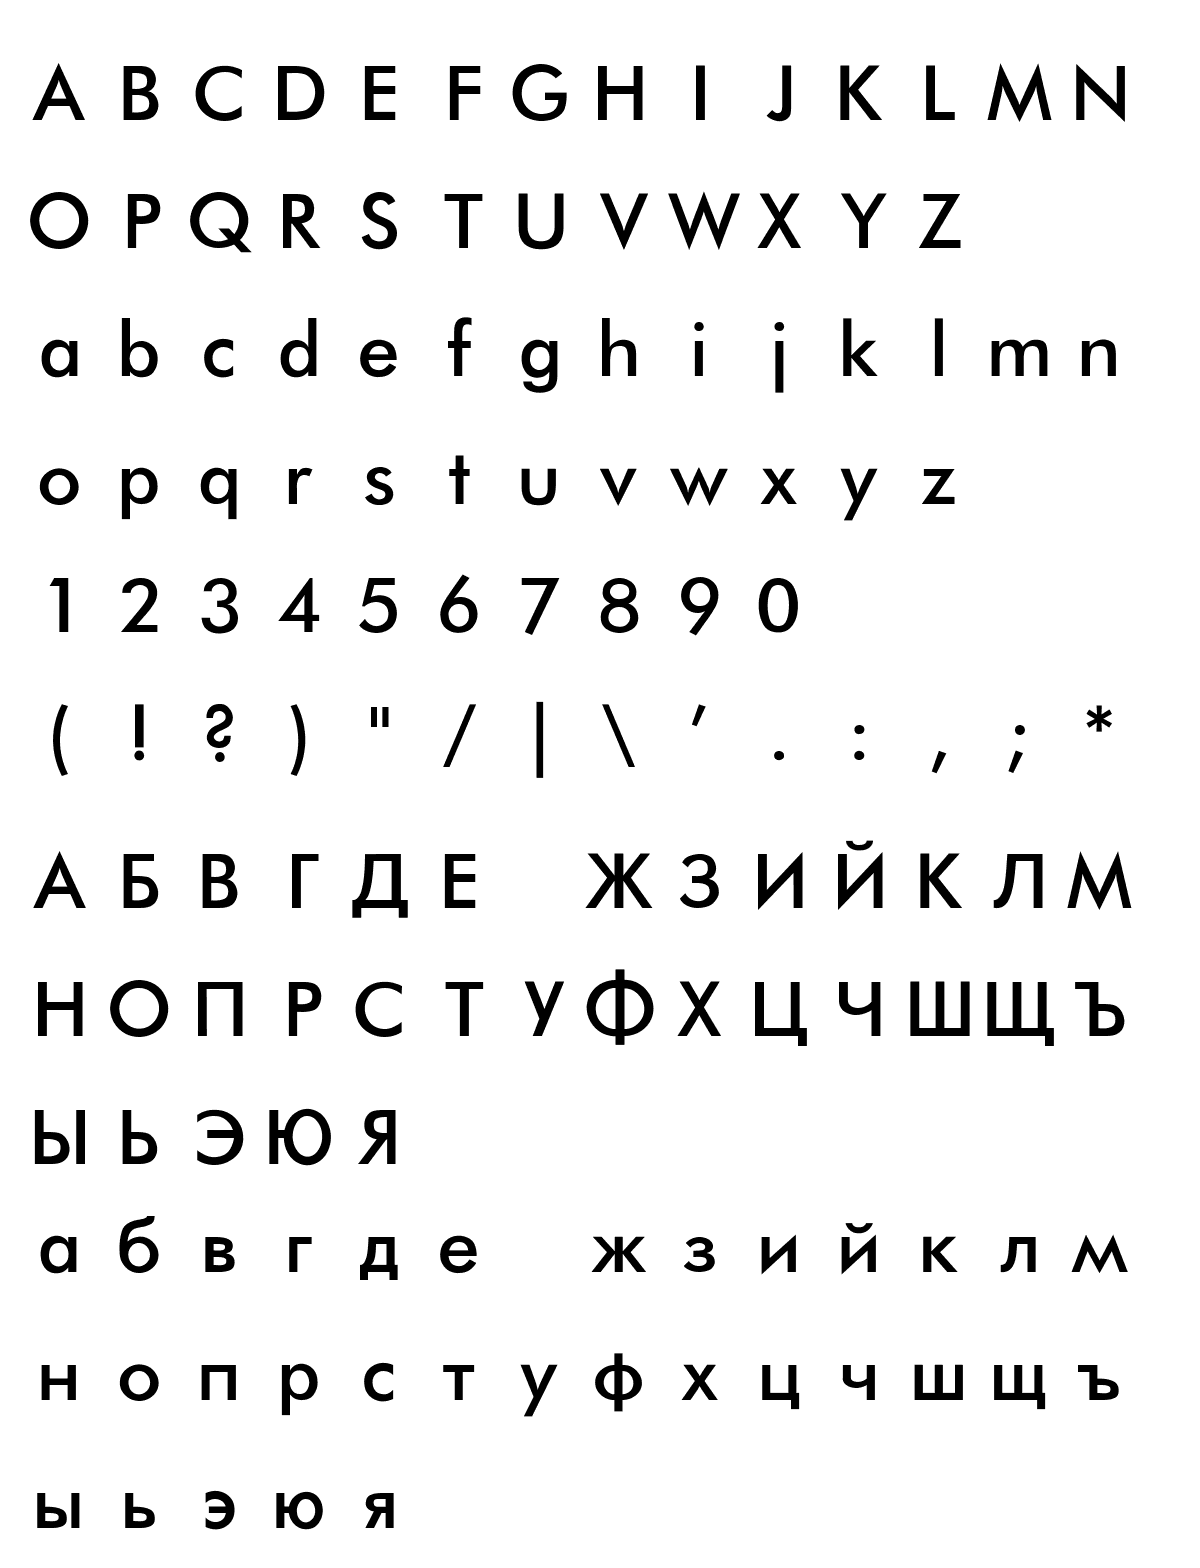 A B C D E F G H I J K L M N
O P Q R S T U V W X Y Z
a b c d e f g h i j k l m n
o p q r s t u v w x y z
1 2 3 4 5 6 7 8 9 0
( ! ? ) " / | \ ’ . : , ; *
А Б В Г Д Е Ж З И Й К Л М
Н О П Р С Т У Ф Х Ц Ч Ш Щ Ъ
Ы Ь Э Ю Я
а б в г д е ж з и й к л м
н о п р с т у ф х ц ч ш щ ъ
ы ь э ю я